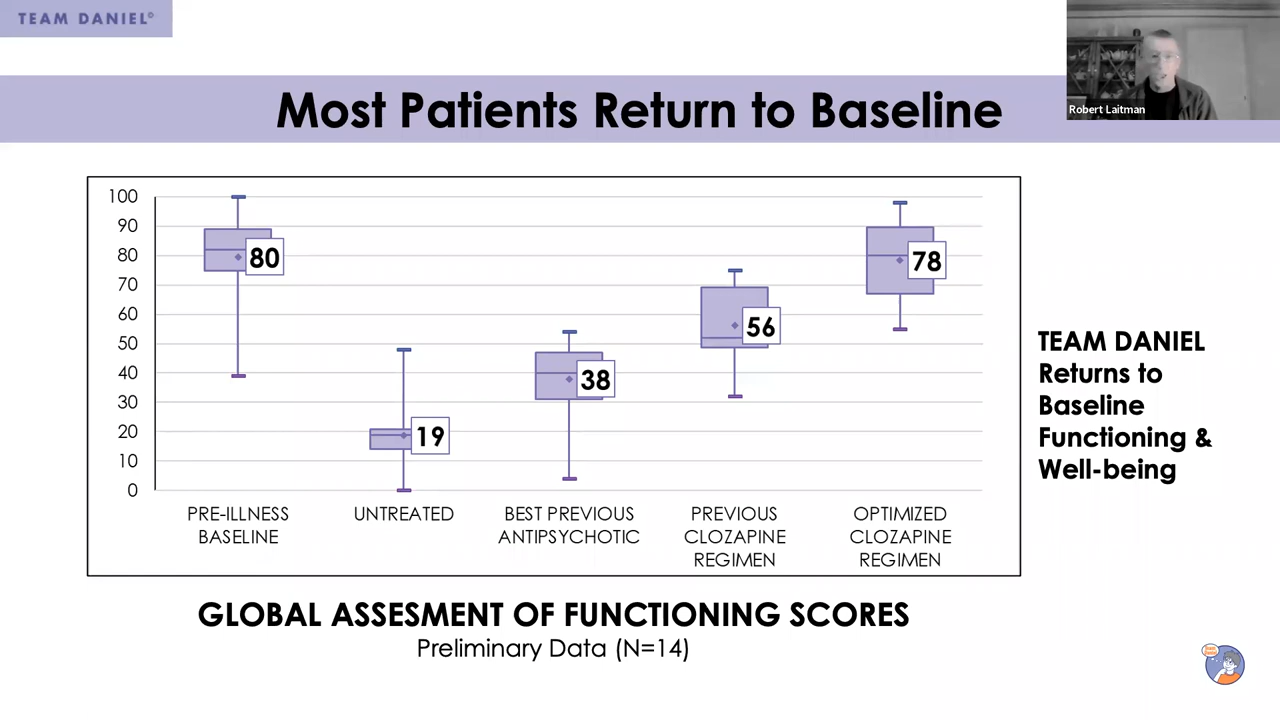 TEAM DANIEL©
Robert Laitman
Most Patients Return to Baseline
100
90
80
70
60
50
40
30
20
10
0
80
19
38
56
78
PRE-ILLNESS
BASELINE
UNTREATED
BEST PREVIOUS
ANTIPSYCHOTIC
PREVIOUS
CLOZAPINE
REGIMEN
OPTIMIZED
CLOZAPINE
REGIMEN
TEAM DANIEL
Returns to
Baseline
Functioning &
Well-being
GLOBAL ASSESMENT OF FUNCTIONING SCORES
Preliminary Data (N=14)